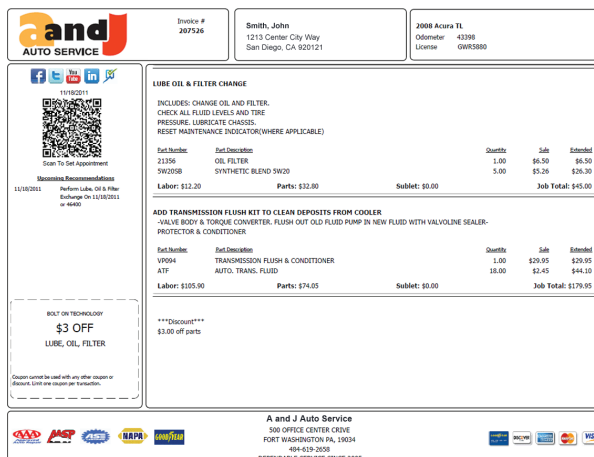 aandJ
AUTO SERVICE
Invoice #
207526
Smith, John
1213 Center City Way
San Diego, CA 920121
2008 Acura TL
Odometer 43398
License GWR5880
You Tube
in
11/18/2011
Scan To Set Appointment
Upcoming Recommendations
11/18/2011 Perform Lube, Oil & Filter
Exchange On 11/18/2011
or 46400
LUBE OIL & FILTER CHANGE
INCLUDES: CHANGE OIL AND FILTER.
CHECK ALL FLUID LEVELS AND TIRE
PRESSURE. LUBRICATE CHASSIS.
RESET MAINTENANCE INDICATOR(WHERE APPLICABLE)
Part Number Part Description Quantity Sale Extended
21356 OIL FILTER 1.00 $6.50 $6.50
5W20SB SYNTHETIC BLEND 5W20 5.00 $5.26 $26.30
Labor: $12.20 Parts: $32.80 Sublet: $0.00 Job Total: $45.00
ADD TRANSMISSION FLUSH KIT TO CLEAN DEPOSITS FROM COOLER
-VALVE BODY & TORQUE CONVERTER. FLUSH OUT OLD FLUID PUMP IN NEW FLUID WITH VALVOLINE SEALER-
PROTECTOR & CONDITIONER
Part Number Part Description Quantity Sale Extended
VP094 TRANSMISSION FLUSH & CONDITIONER 1.00 $29.95 $29.95
ATF AUTO. TRANS. FLUID 18.00 $2.45 $44.10
Labor: $105.90 Parts: $74.05 Sublet: $0.00 Job Total: $179.95
***Discount***
$3.00 off parts
BOLT ON TECHNOLOGY
$3 OFF
LUBE, OIL, FILTER
Coupon cannot be used with any other coupon or
discount. Limit one coupon per transaction.
A and J Auto Service
500 OFFICE CENTER CRIVE
FORT WASHINGTON PA, 19034
484-619-2658
AAA
ASE
NAPA
GOODYEAR
DISCOVER
VISA